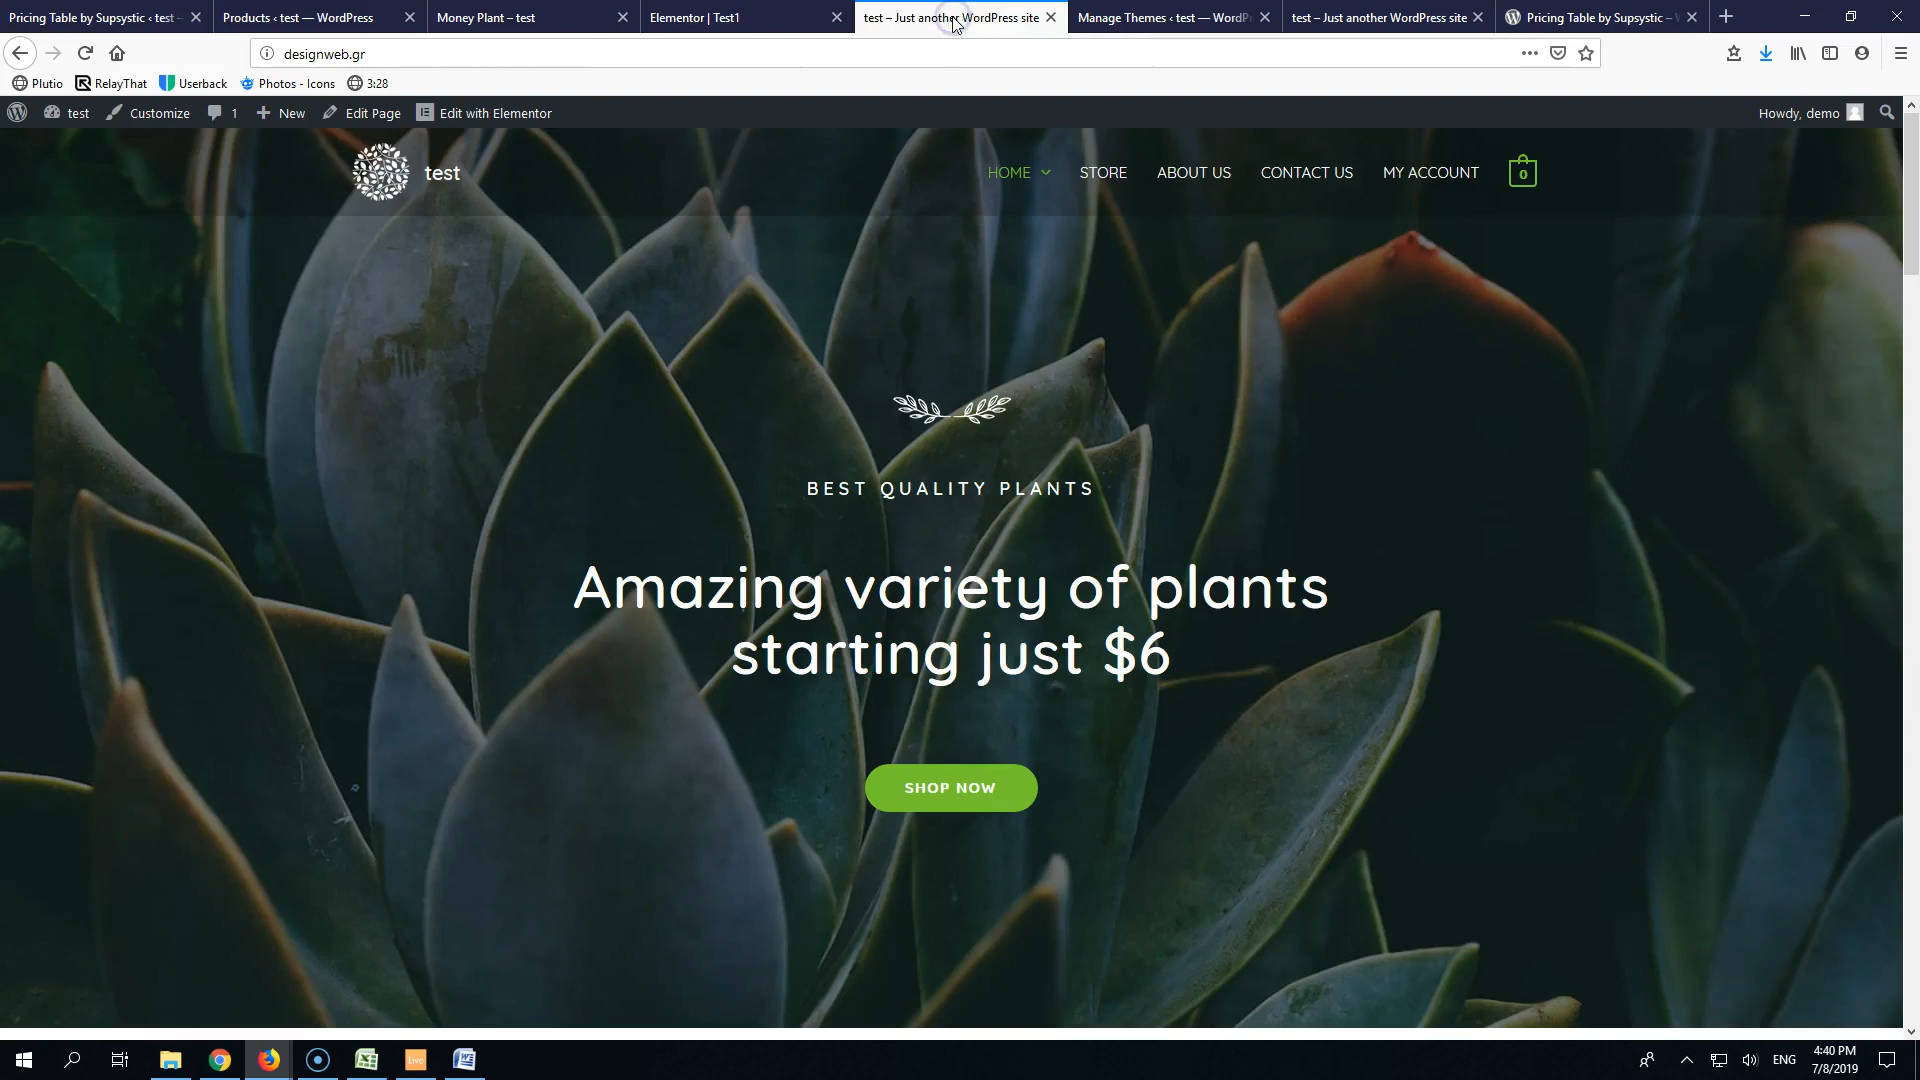 Pricing Table by Supsystic ‹ test -
Products ‹ test — WordPress
Money Plant – test
Elementor | Test1
test – Just another WordPress site
Manage Themes ‹ test — WordP
test – Just another WordPress site
Pricing Table by Supsystic –
designweb.gr
Plutio
RelayThat
Userback
Photos - Icons
3:28
test
Customize
1
New
Edit Page
Edit with Elementor
Howdy, demo
test
HOME
STORE
ABOUT US
CONTACT US
MY ACCOUNT
0
BEST QUALITY PLANTS
Amazing variety of plants
starting just $6
SHOP NOW
Live
ENG
4:40 PM
7/8/2019